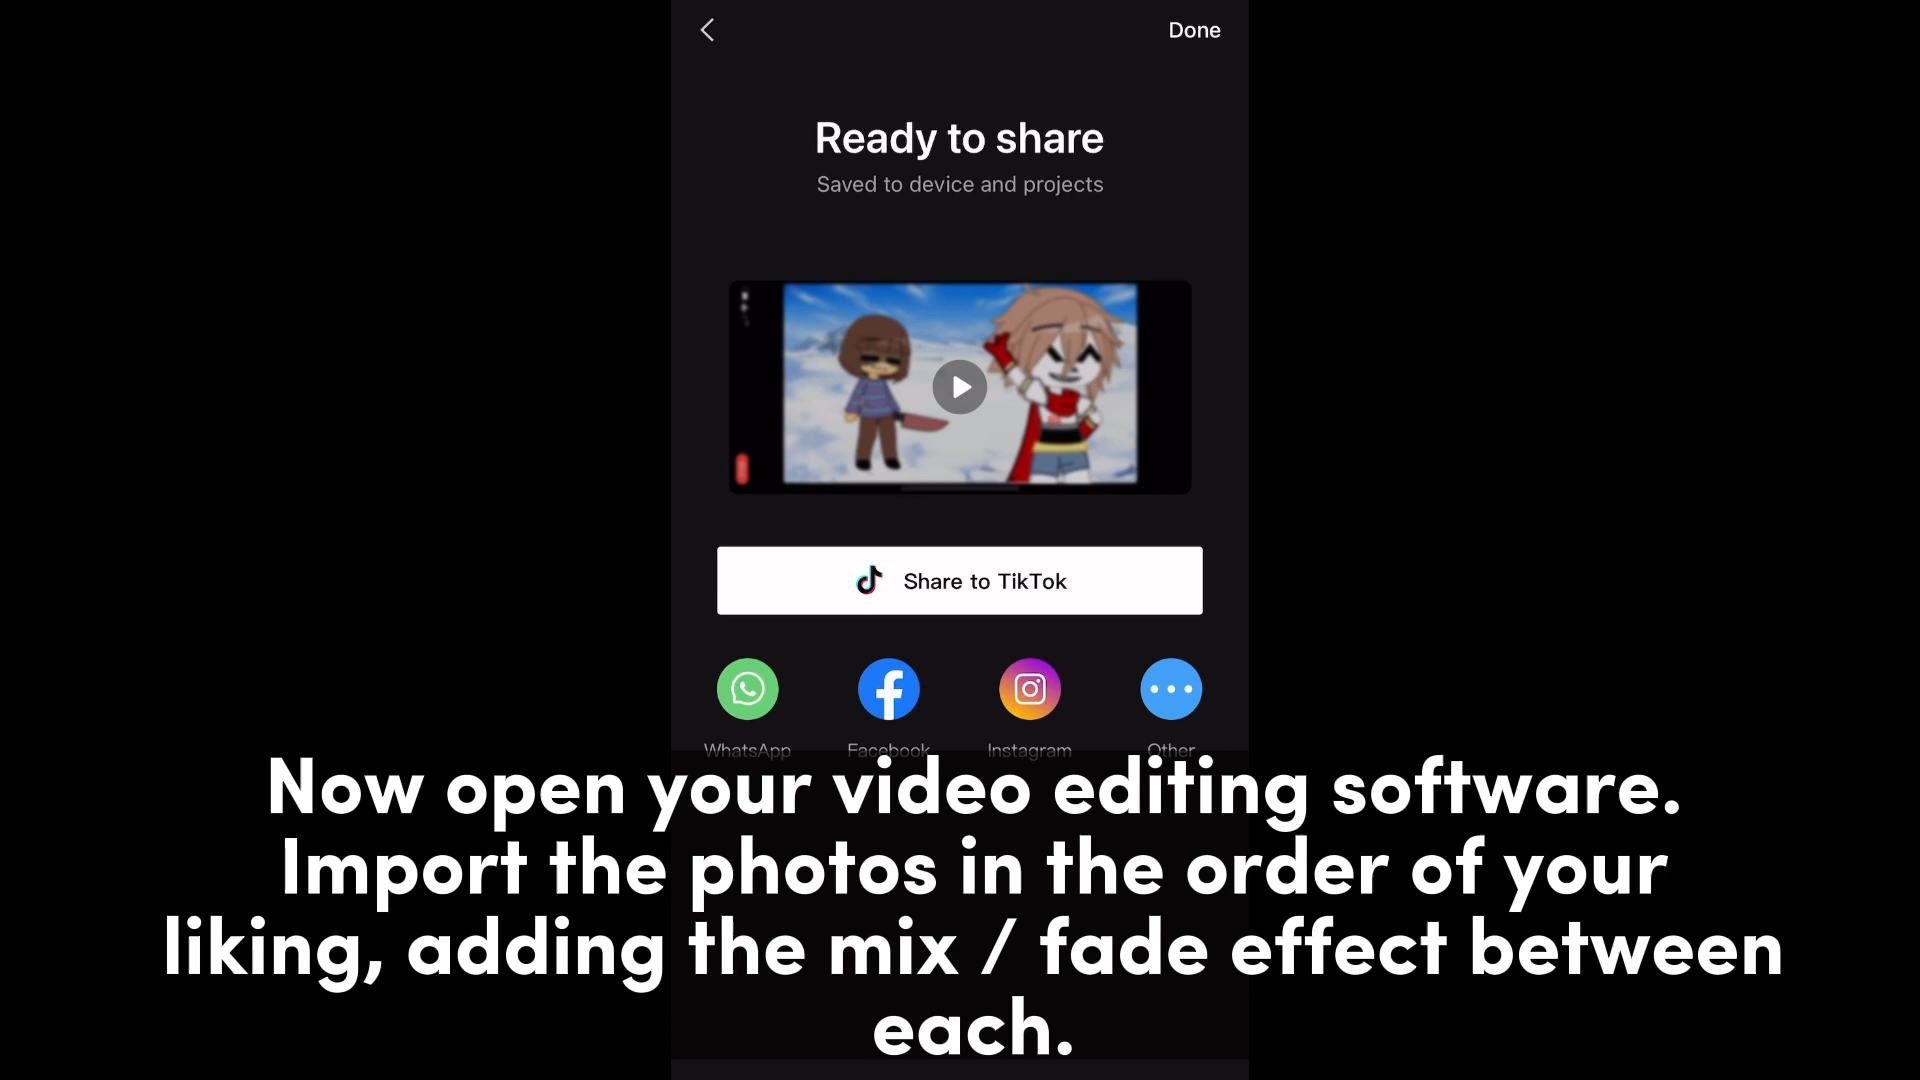 Done
Ready to share
Saved to device and projects
Share to TikTok
WhatsApp Facebook Instagram Other
Now open your video editing software.
Import the photos in the order of your
liking, adding the mix / fade effect between
each.